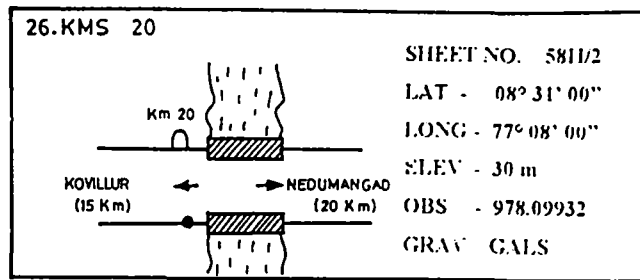 26.KMS 20
Km 20
KOVILLUR
(15 Km)
NEDUMANGAD
(20 Km)
SHEET NO. 58H/2
LAT - 08° 31' 00"
LONG - 77° 08' 00"
ELEV - 30 m
OBS - 978.09932
GRAV GALS